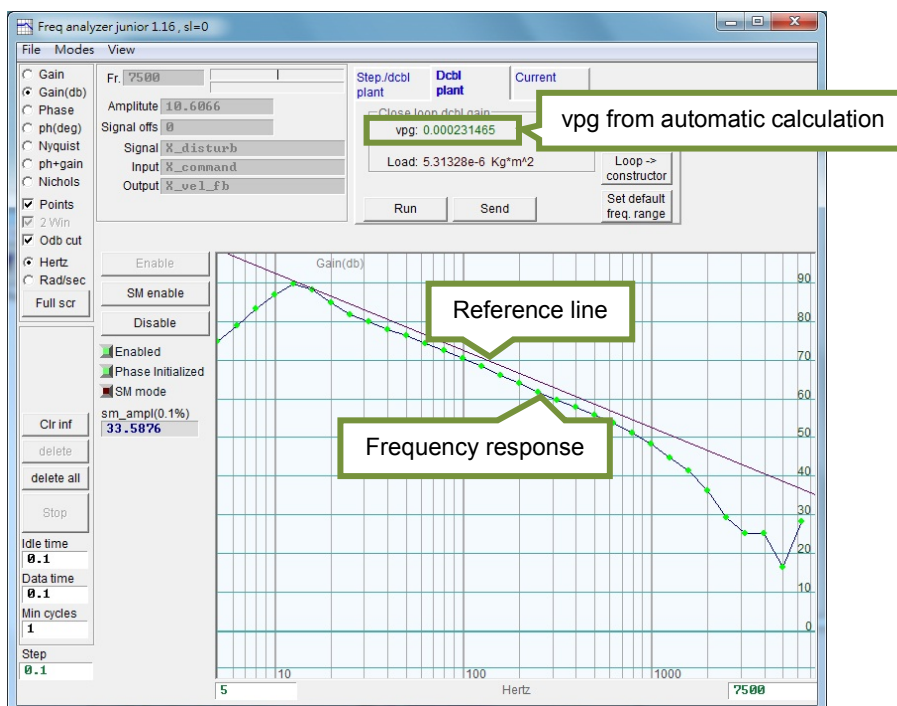 Freq analyzer junior 1.16 , sl=0
File Modes View
Gain
Gain(db)
Phase
ph(deg)
Nyquist
ph+gain
Nichols
Points
2 Win
Odb cut
Hertz
Rad/sec
Full scr
Clr inf
delete
delete all
Stop
Idle time
0.1
Data time
0.1
Min cycles
1
Step
0.1
Fr. 7500
Amplitute 10.6066
Signal offs 0
Signal X_disturb
Input X_command
Output X_vel_fb
Step./dcbl plant
Dcbl plant
Current
Close loop dcbl gain
vpg: 0.000231465
Load: 5.31328e-6 Kg*m^2
Run
Send
Loop -> constructor
Set default freq. range
vpg from automatic calculation
Enable
SM enable
Disable
Enabled
Phase Initialized
SM mode
sm_ampl(0.1%)
33.5876
Gain(db)
Reference line
Frequency response
90
80
70
60
50
40
30
20
10
0
10
100
1000
5
Hertz
7500